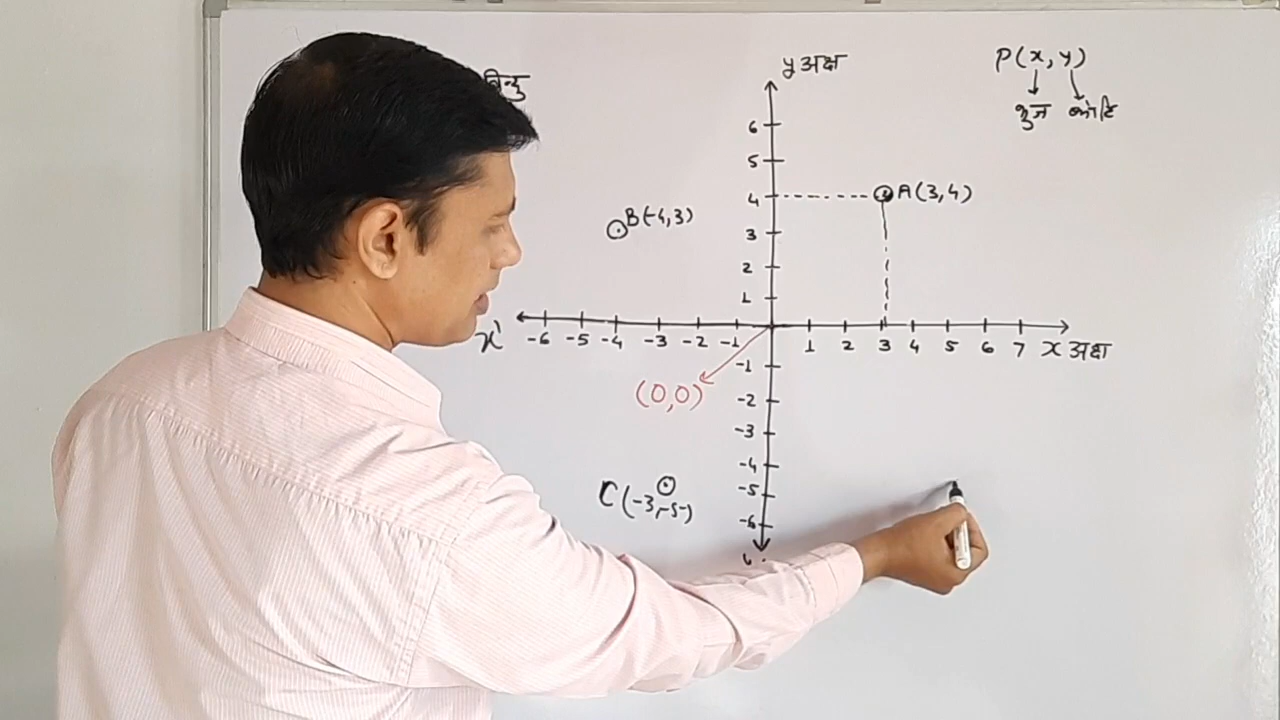 बिन्दु
y अक्ष
P(x, y)
भुज कोटि
6
5
4
A(3,4)
B(-4,3)
3
2
1
x' -6 -5 -4 -3 -2 -1 1 2 3 4 5 6 7 x अक्ष
-1
(0,0)
-2
-3
-4
-5
C(-3,-5)
-6